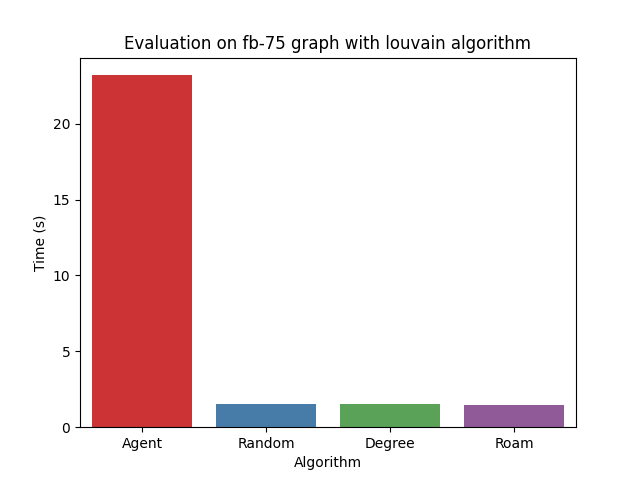 Evaluation on fb-75 graph with louvain algorithm
20
15
10
5
0
Time (s)
Agent Random Degree Roam
Algorithm